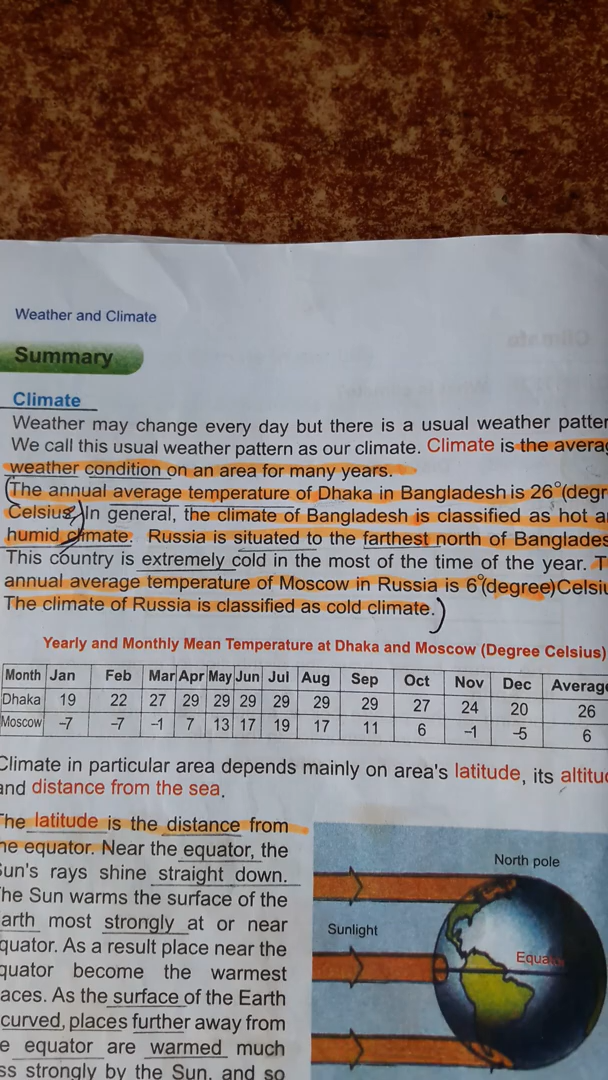 Weather and Climate
Summary
Climate
Weather may change every day but there is a usual weather patter
We call this usual weather pattern as our climate. Climate is the averag
weather condition on an area for many years.
The annual average temperature of Dhaka in Bangladesh is 26°(degr
Celsius.) In general, the climate of Bangladesh is classified as hot a
humid climate. Russia is situated to the farthest north of Banglades
This country is extremely cold in the most of the time of the year. T
annual average temperature of Moscow in Russia is 6°(degree)Celsiu
The climate of Russia is classified as cold climate.
Yearly and Monthly Mean Temperature at Dhaka and Moscow (Degree Celsius)
Month Jan Feb Mar Apr May Jun Jul Aug Sep Oct Nov Dec Average
Dhaka 19 22 27 29 29 29 29 29 29 27 24 20 26
Moscow –7 –7 –1 7 13 17 19 17 11 6 –1 –5 6
Climate in particular area depends mainly on area's latitude, its altitud
and distance from the sea.
The latitude is the distance from
he equator. Near the equator, the
Sun's rays shine straight down.
The Sun warms the surface of the
arth most strongly at or near
quator. As a result place near the
quator become the warmest
aces. As the surface of the Earth
curved, places further away from
e equator are warmed much
ss strongly by the Sun, and so
North pole
Sunlight
Equator